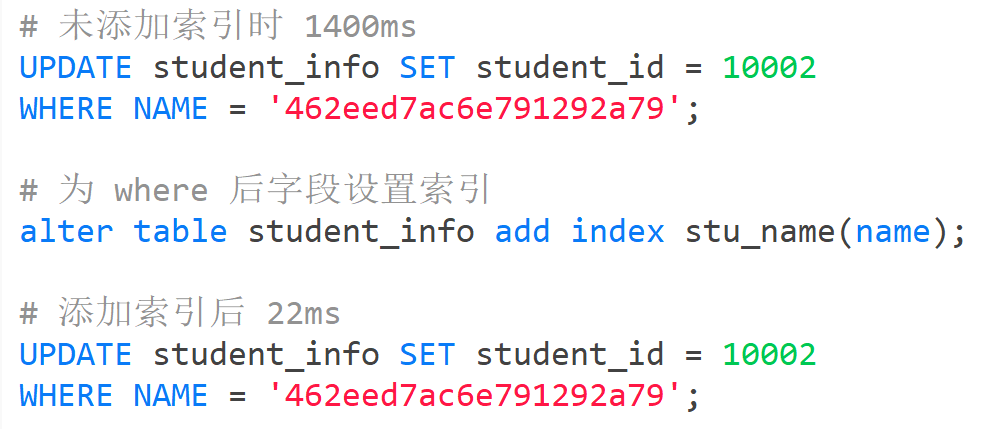 # 未添加索引时 1400ms
UPDATE student_info SET student_id = 10002
WHERE NAME = '462eed7ac6e791292a79';
# 为 where 后字段设置索引
alter table student_info add index stu_name(name);
# 添加索引后 22ms
UPDATE student_info SET student_id = 10002
WHERE NAME = '462eed7ac6e791292a79';